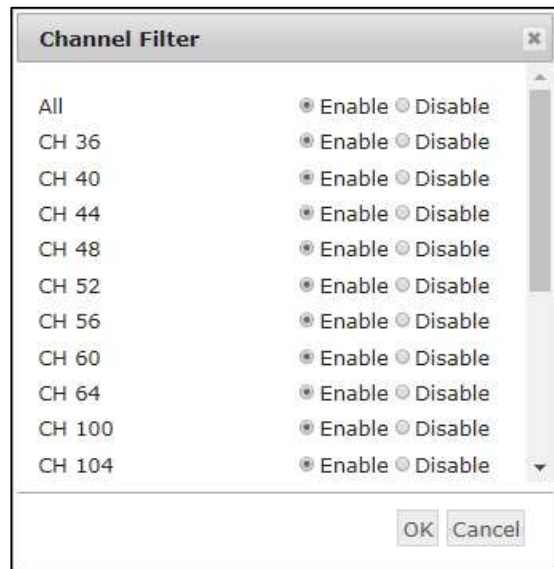 Channel Filter
All Enable Disable
CH 36 Enable Disable
CH 40 Enable Disable
CH 44 Enable Disable
CH 48 Enable Disable
CH 52 Enable Disable
CH 56 Enable Disable
CH 60 Enable Disable
CH 64 Enable Disable
CH 100 Enable Disable
CH 104 Enable Disable
OK Cancel